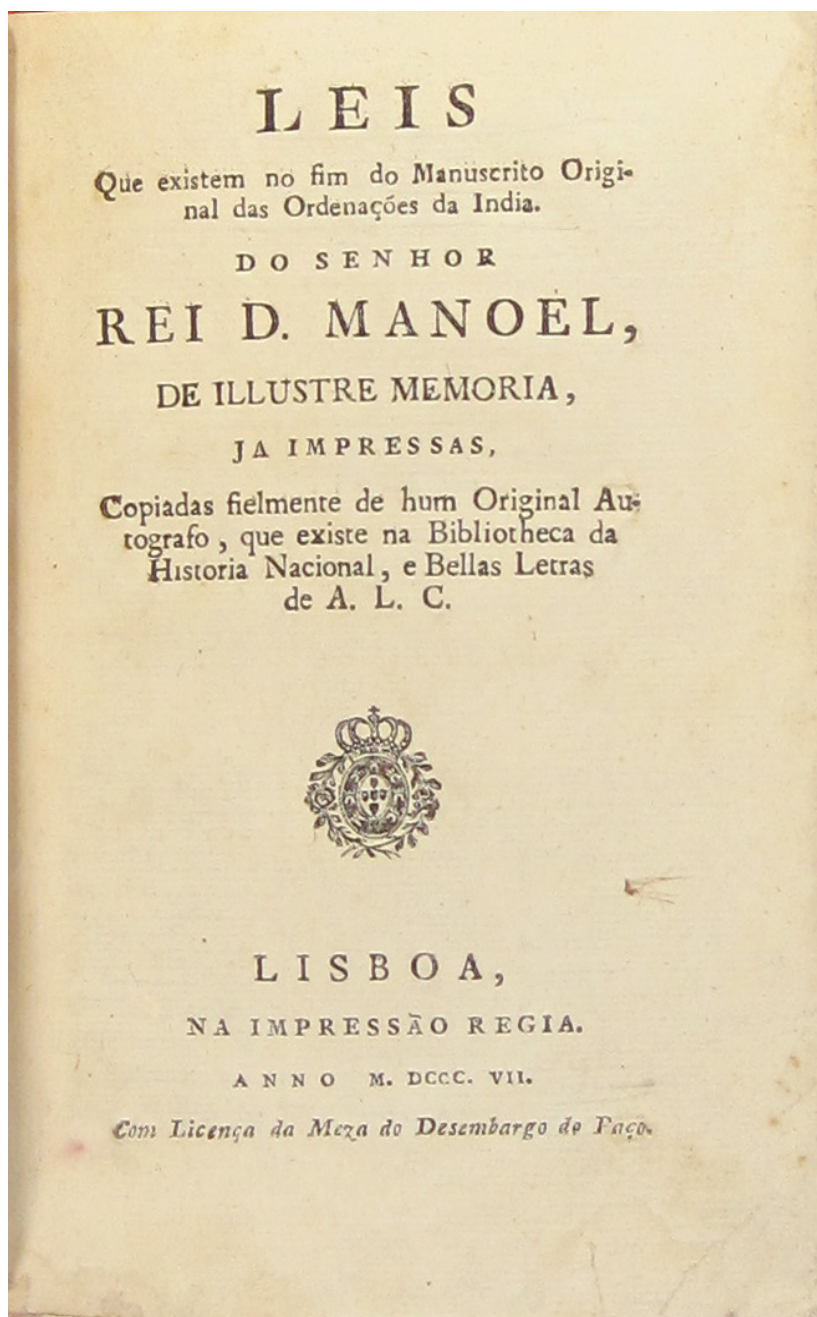 LEIS
Que existem no fim do Manuscrito Origi-
nal das Ordenações da India.
DO SENHOR
REI D. MANOEL,
DE ILLUSTRE MEMORIA,
JA IMPRESSAS,
Copiadas fielmente de hum Original Au-
tografo, que existe na Bibliotheca da
Historia Nacional, e Bellas Letras
de A. L. C.
LISBOA,
NA IMPRESSÃO REGIA.
ANNO M. DCCC. VII.
Com Licença da Meza do Desembargo do Paço.